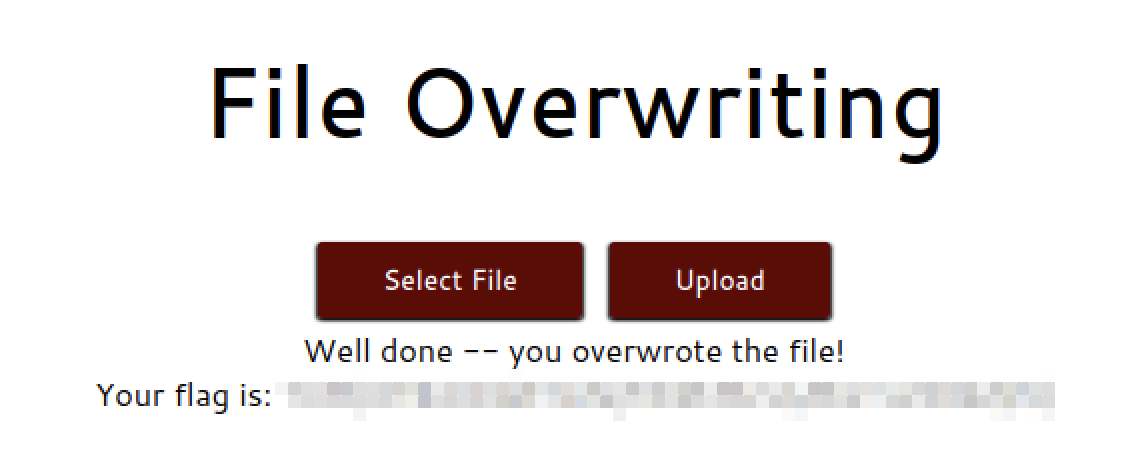 File Overwriting
Select File
Upload
Well done -- you overwrote the file!
Your flag is: